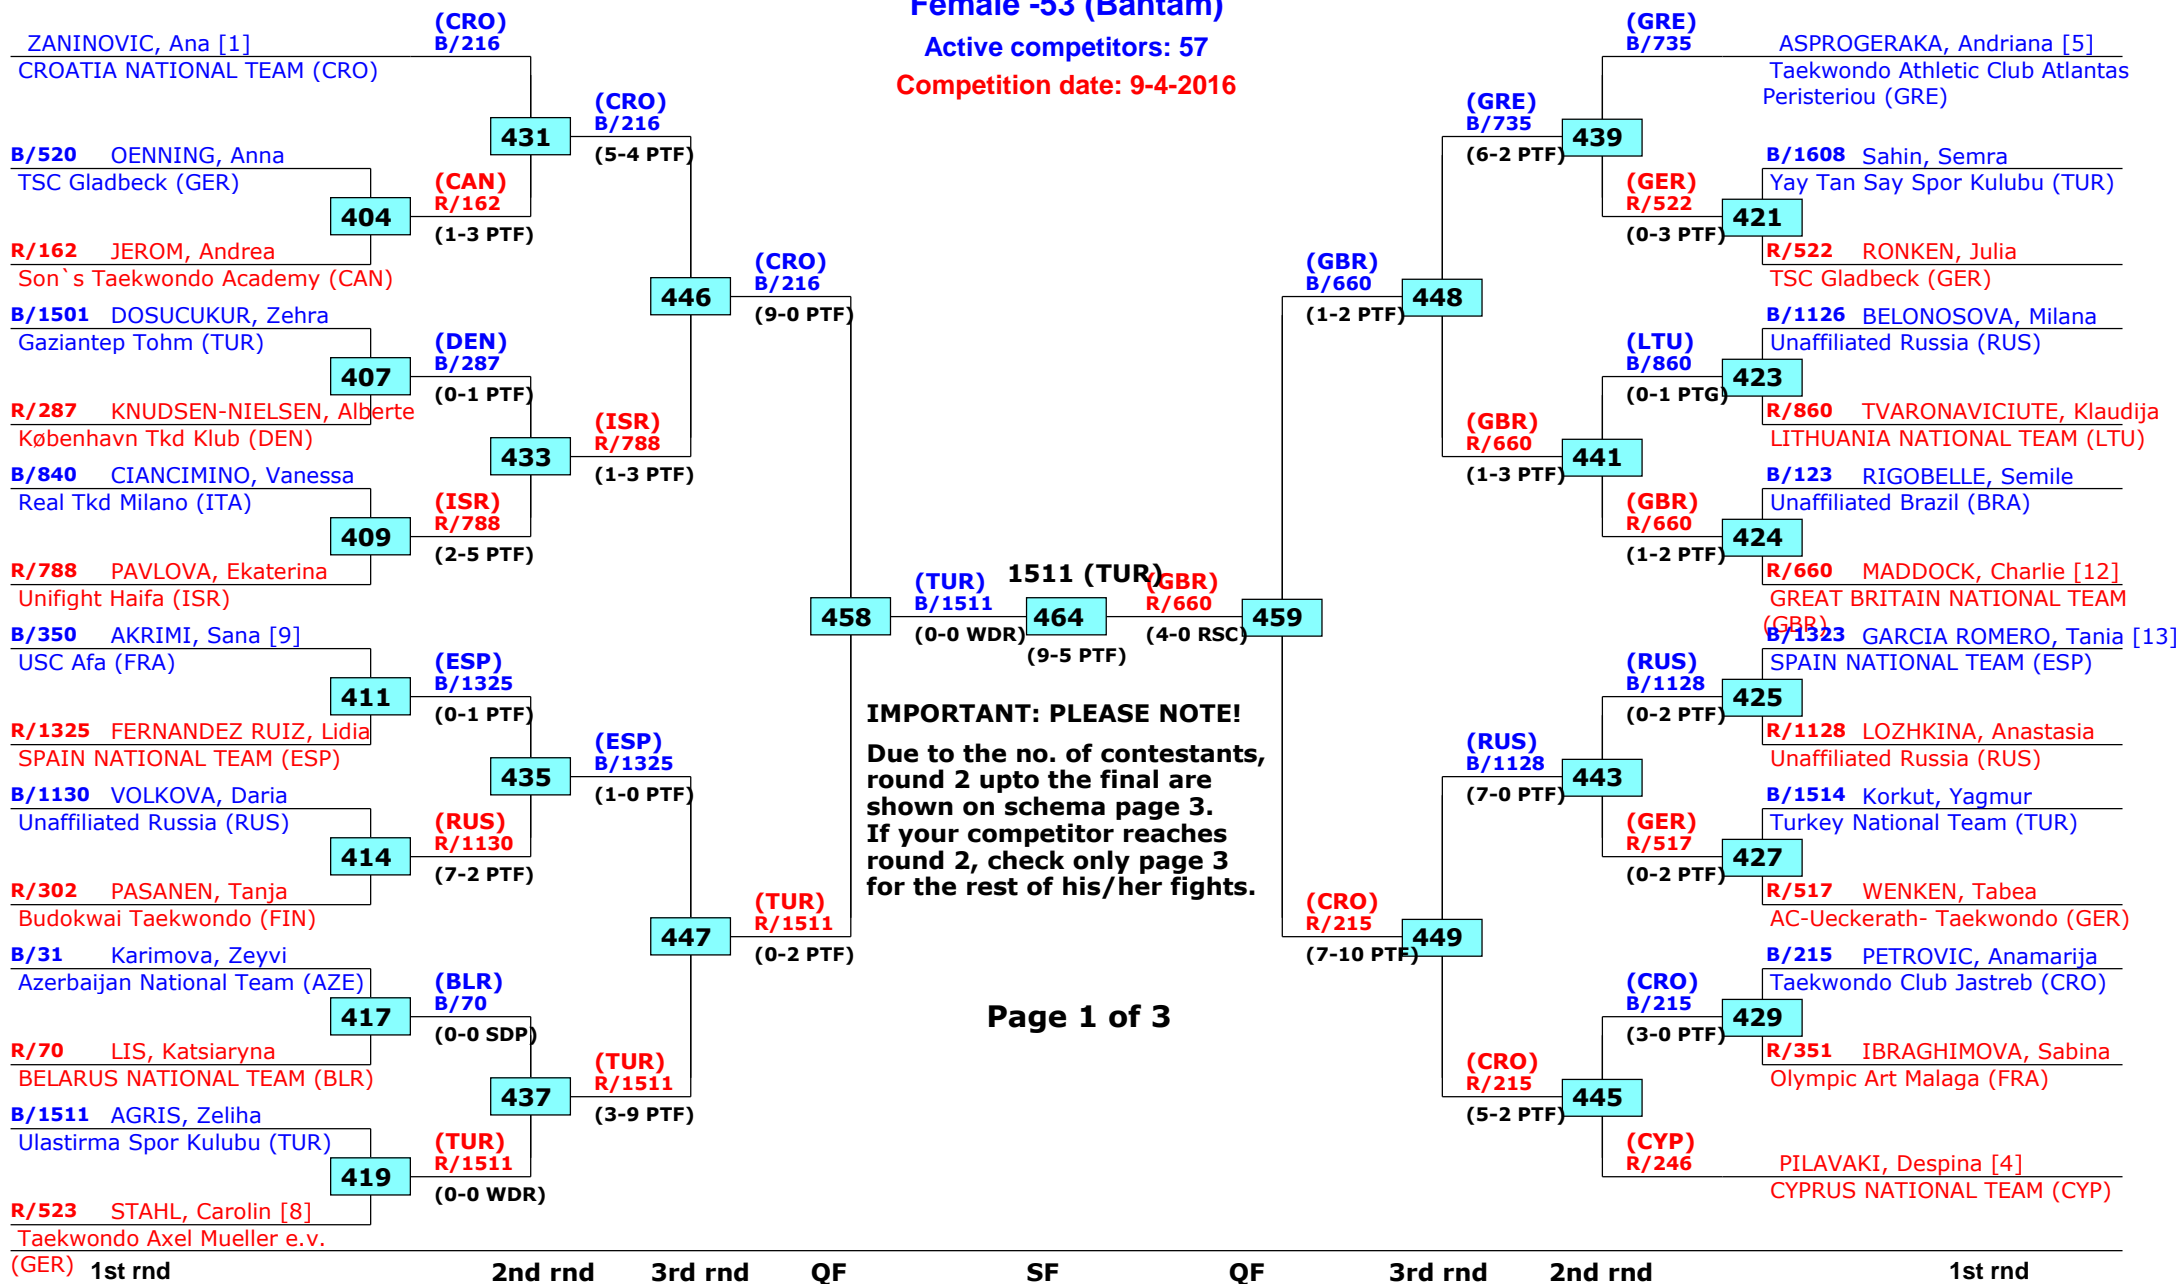 Female -53 (Bantam)
Active competitors: 57
Competition date: 9-4-2016
ZANINOVIC, Ana [1]
CROATIA NATIONAL TEAM (CRO)
B/520 OENNING, Anna
TSC Gladbeck (GER)
404
R/162 JEROM, Andrea
Son`s Taekwondo Academy (CAN)
B/1501 DOSUCUKUR, Zehra
Gaziantep Tohm (TUR)
407
R/287 KNUDSEN-NIELSEN, Alberte
København Tkd Klub (DEN)
B/840 CIANCIMINO, Vanessa
Real Tkd Milano (ITA)
409
R/788 PAVLOVA, Ekaterina
Unifight Haifa (ISR)
B/350 AKRIMI, Sana [9]
USC Afa (FRA)
411
R/1325 FERNANDEZ RUIZ, Lidia
SPAIN NATIONAL TEAM (ESP)
B/1130 VOLKOVA, Daria
Unaffiliated Russia (RUS)
414
R/302 PASANEN, Tanja
Budokwai Taekwondo (FIN)
B/31 Karimova, Zeyvi
Azerbaijan National Team (AZE)
417
R/70 LIS, Katsiaryna
BELARUS NATIONAL TEAM (BLR)
B/1511 AGRIS, Zeliha
Ulastirma Spor Kulubu (TUR)
419
R/523 STAHL, Carolin [8]
Taekwondo Axel Mueller e.v.
(GER)
(CRO)
B/216
431
(CAN)
R/162
(1-3 PTF)
(DEN)
B/287
(0-1 PTF)
433
(ISR)
R/788
(2-5 PTF)
(ESP)
B/1325
(0-1 PTF)
435
(RUS)
R/1130
(7-2 PTF)
(BLR)
B/70
(0-0 SDP)
437
(TUR)
R/1511
(0-0 WDR)
(CRO)
B/216
(5-4 PTF)
446
(ISR)
R/788
(1-3 PTF)
(ESP)
B/1325
(1-0 PTF)
447
(TUR)
R/1511
(3-9 PTF)
(CRO)
B/216
(9-0 PTF)
458
(TUR)
R/1511
(0-2 PTF)
(TUR)
B/1511
(0-0 WDR)
1511 (TUR)
464
(9-5 PTF)
(GBR)
R/660
(4-0 RSC)
459
IMPORTANT: PLEASE NOTE!
Due to the no. of contestants,
round 2 upto the final are
shown on schema page 3.
If your competitor reaches
round 2, check only page 3
for the rest of his/her fights.
Page 1 of 3
(GBR)
B/660
(1-2 PTF)
448
(CRO)
R/215
(7-10 PTF)
449
(GRE)
B/735
(6-2 PTF)
439
(GBR)
R/660
(1-3 PTF)
441
(RUS)
B/1128
(7-0 PTF)
443
(CRO)
R/215
(5-2 PTF)
445
(GRE)
B/735
(GER)
R/522
(0-3 PTF)
(LTU)
B/860
(0-1 PTG)
(GBR)
R/660
(1-2 PTF)
(RUS)
B/1128
(0-2 PTF)
(GER)
R/517
(0-2 PTF)
(CRO)
B/215
(3-0 PTF)
(CYP)
R/246
ASPROGERAKA, Andriana [5]
Taekwondo Athletic Club Atlantas
Peristeriou (GRE)
B/1608 Sahin, Semra
Yay Tan Say Spor Kulubu (TUR)
421
R/522 RONKEN, Julia
TSC Gladbeck (GER)
B/1126 BELONOSOVA, Milana
Unaffiliated Russia (RUS)
423
R/860 TVARONAVICIUTE, Klaudija
LITHUANIA NATIONAL TEAM (LTU)
B/123 RIGOBELLE, Semile
Unaffiliated Brazil (BRA)
424
R/660 MADDOCK, Charlie [12]
GREAT BRITAIN NATIONAL TEAM
(GBR)
B/1323 GARCIA ROMERO, Tania [13]
SPAIN NATIONAL TEAM (ESP)
425
R/1128 LOZHKINA, Anastasia
Unaffiliated Russia (RUS)
B/1514 Korkut, Yagmur
Turkey National Team (TUR)
427
R/517 WENKEN, Tabea
AC-Ueckerath- Taekwondo (GER)
B/215 PETROVIC, Anamarija
Taekwondo Club Jastreb (CRO)
429
R/351 IBRAGHIMOVA, Sabina
Olympic Art Malaga (FRA)
PILAVAKI, Despina [4]
CYPRUS NATIONAL TEAM (CYP)
1st rnd 2nd rnd 3rd rnd QF SF QF 3rd rnd 2nd rnd 1st rnd